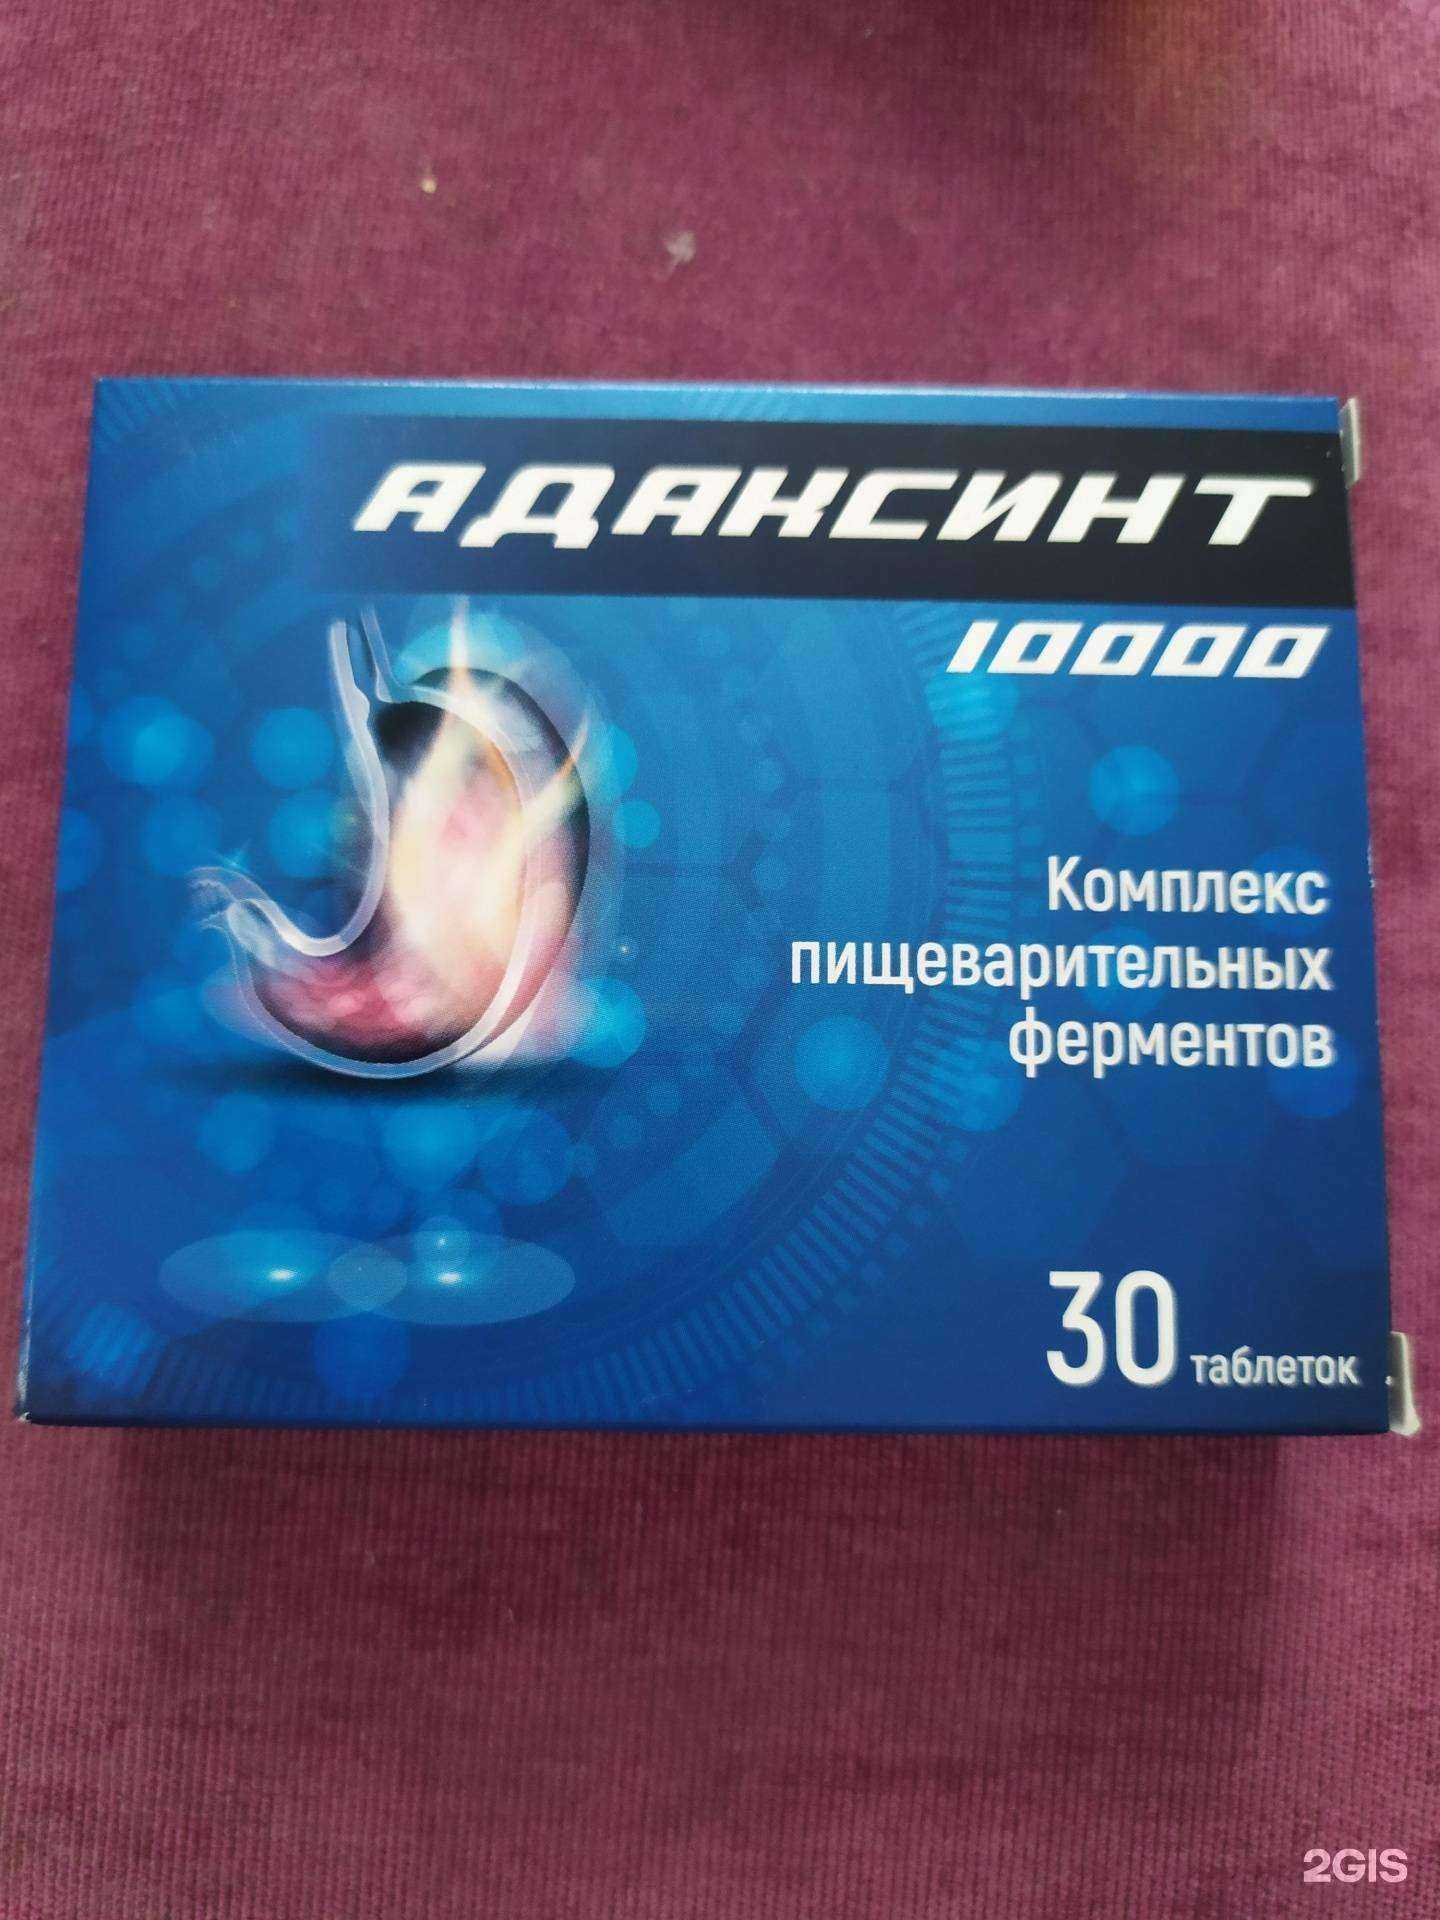 АДАКСИНТ
10000
Комплекс
пищеварительных
ферментов
30 таблеток
2GIS